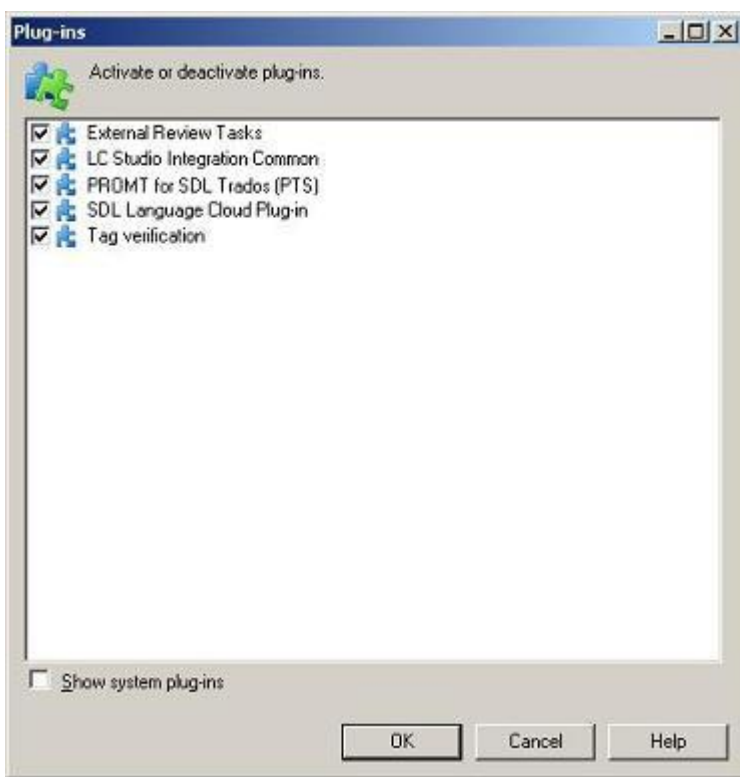 Plug-ins
Activate or deactivate plug-ins.
External Review Tasks
LC Studio Integration Common
PROMT for SDL Trados (PTS)
SDL Language Cloud Plug-in
Tag verification
Show system plug-ins
OK Cancel Help